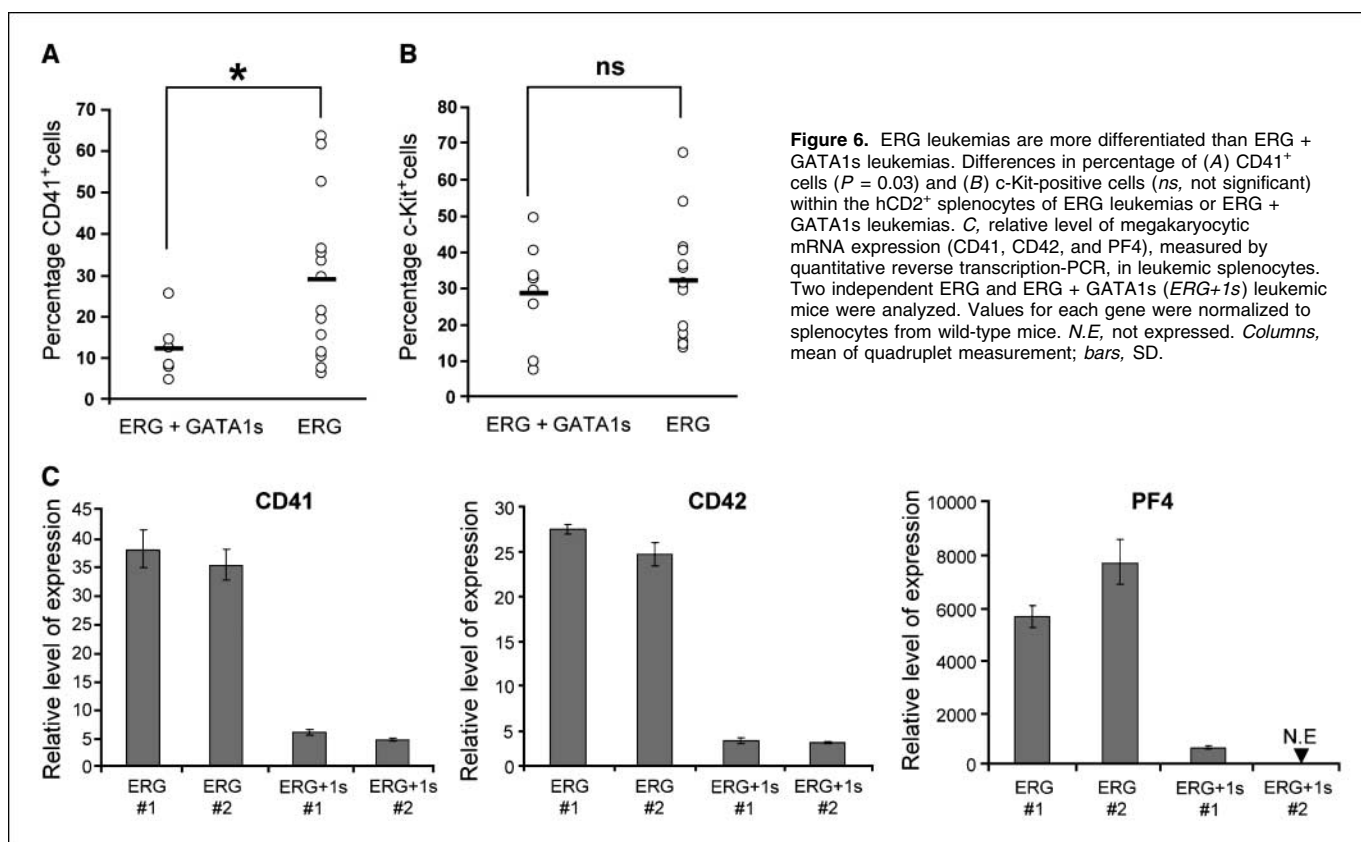 A
*
Percentage CD41+cells
70
60
50
40
30
20
10
0
ERG + GATA1s
ERG
B
ns
Percentage c-Kit+cells
80
70
60
50
40
30
20
10
0
ERG + GATA1s
ERG
Figure 6. ERG leukemias are more differentiated than ERG +
GATA1s leukemias. Differences in percentage of (A) CD41+
cells (P = 0.03) and (B) c-Kit-positive cells (ns, not significant)
within the hCD2+ splenocytes of ERG leukemias or ERG +
GATA1s leukemias. C, relative level of megakaryocytic
mRNA expression (CD41, CD42, and PF4), measured by
quantitative reverse transcription-PCR, in leukemic splenocytes.
Two independent ERG and ERG + GATA1s (ERG+1s) leukemic
mice were analyzed. Values for each gene were normalized to
splenocytes from wild-type mice. N.E, not expressed. Columns,
mean of quadruplet measurement; bars, SD.
C
CD41
Relative level of expression
45
40
35
30
25
20
15
10
5
0
ERG #1
ERG #2
ERG+1s #1
ERG+1s #2
CD42
Relative level of expression
30
25
20
15
10
5
0
ERG #1
ERG #2
ERG+1s #1
ERG+1s #2
PF4
Relative level of expression
10000
8000
6000
4000
2000
0
N.E
ERG #1
ERG #2
ERG+1s #1
ERG+1s #2